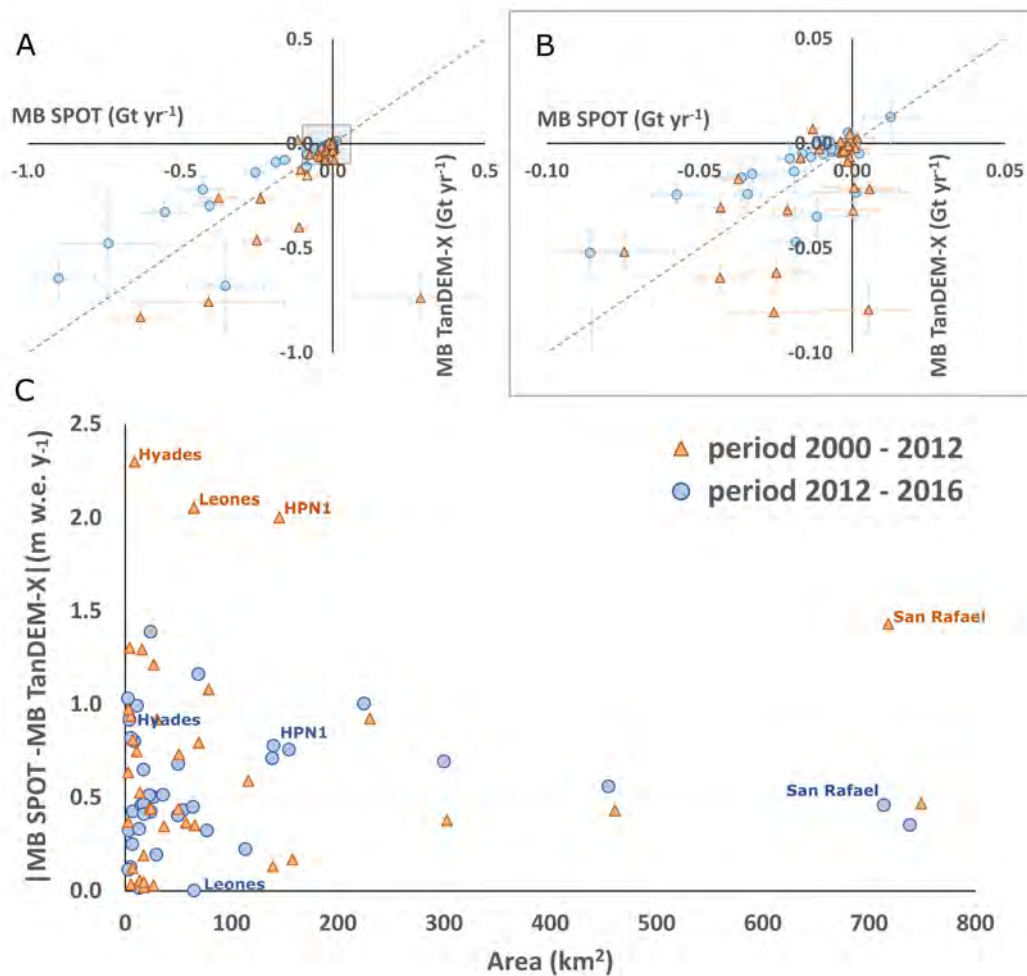 A
0.5
MB SPOT (Gt yr-1)
0.0
-1.0
-0.5
0.5
-0.5
-1.0
MB TanDEM-X (Gt yr-1)
B
0.05
MB SPOT (Gt yr-1)
0.00
-0.10
-0.05
0.05
-0.05
-0.10
MB TanDEM-X (Gt yr-1)
C
|MB SPOT -MB TanDEM-X| (m w.e. y-1)
2.5
2.0
1.5
1.0
0.5
0.0
Hyades
Leones
HPN1
period 2000 - 2012
period 2012 - 2016
San Rafael
Hyades
HPN1
San Rafael
Leones
0
100
200
300
400
500
600
700
800
Area (km2)